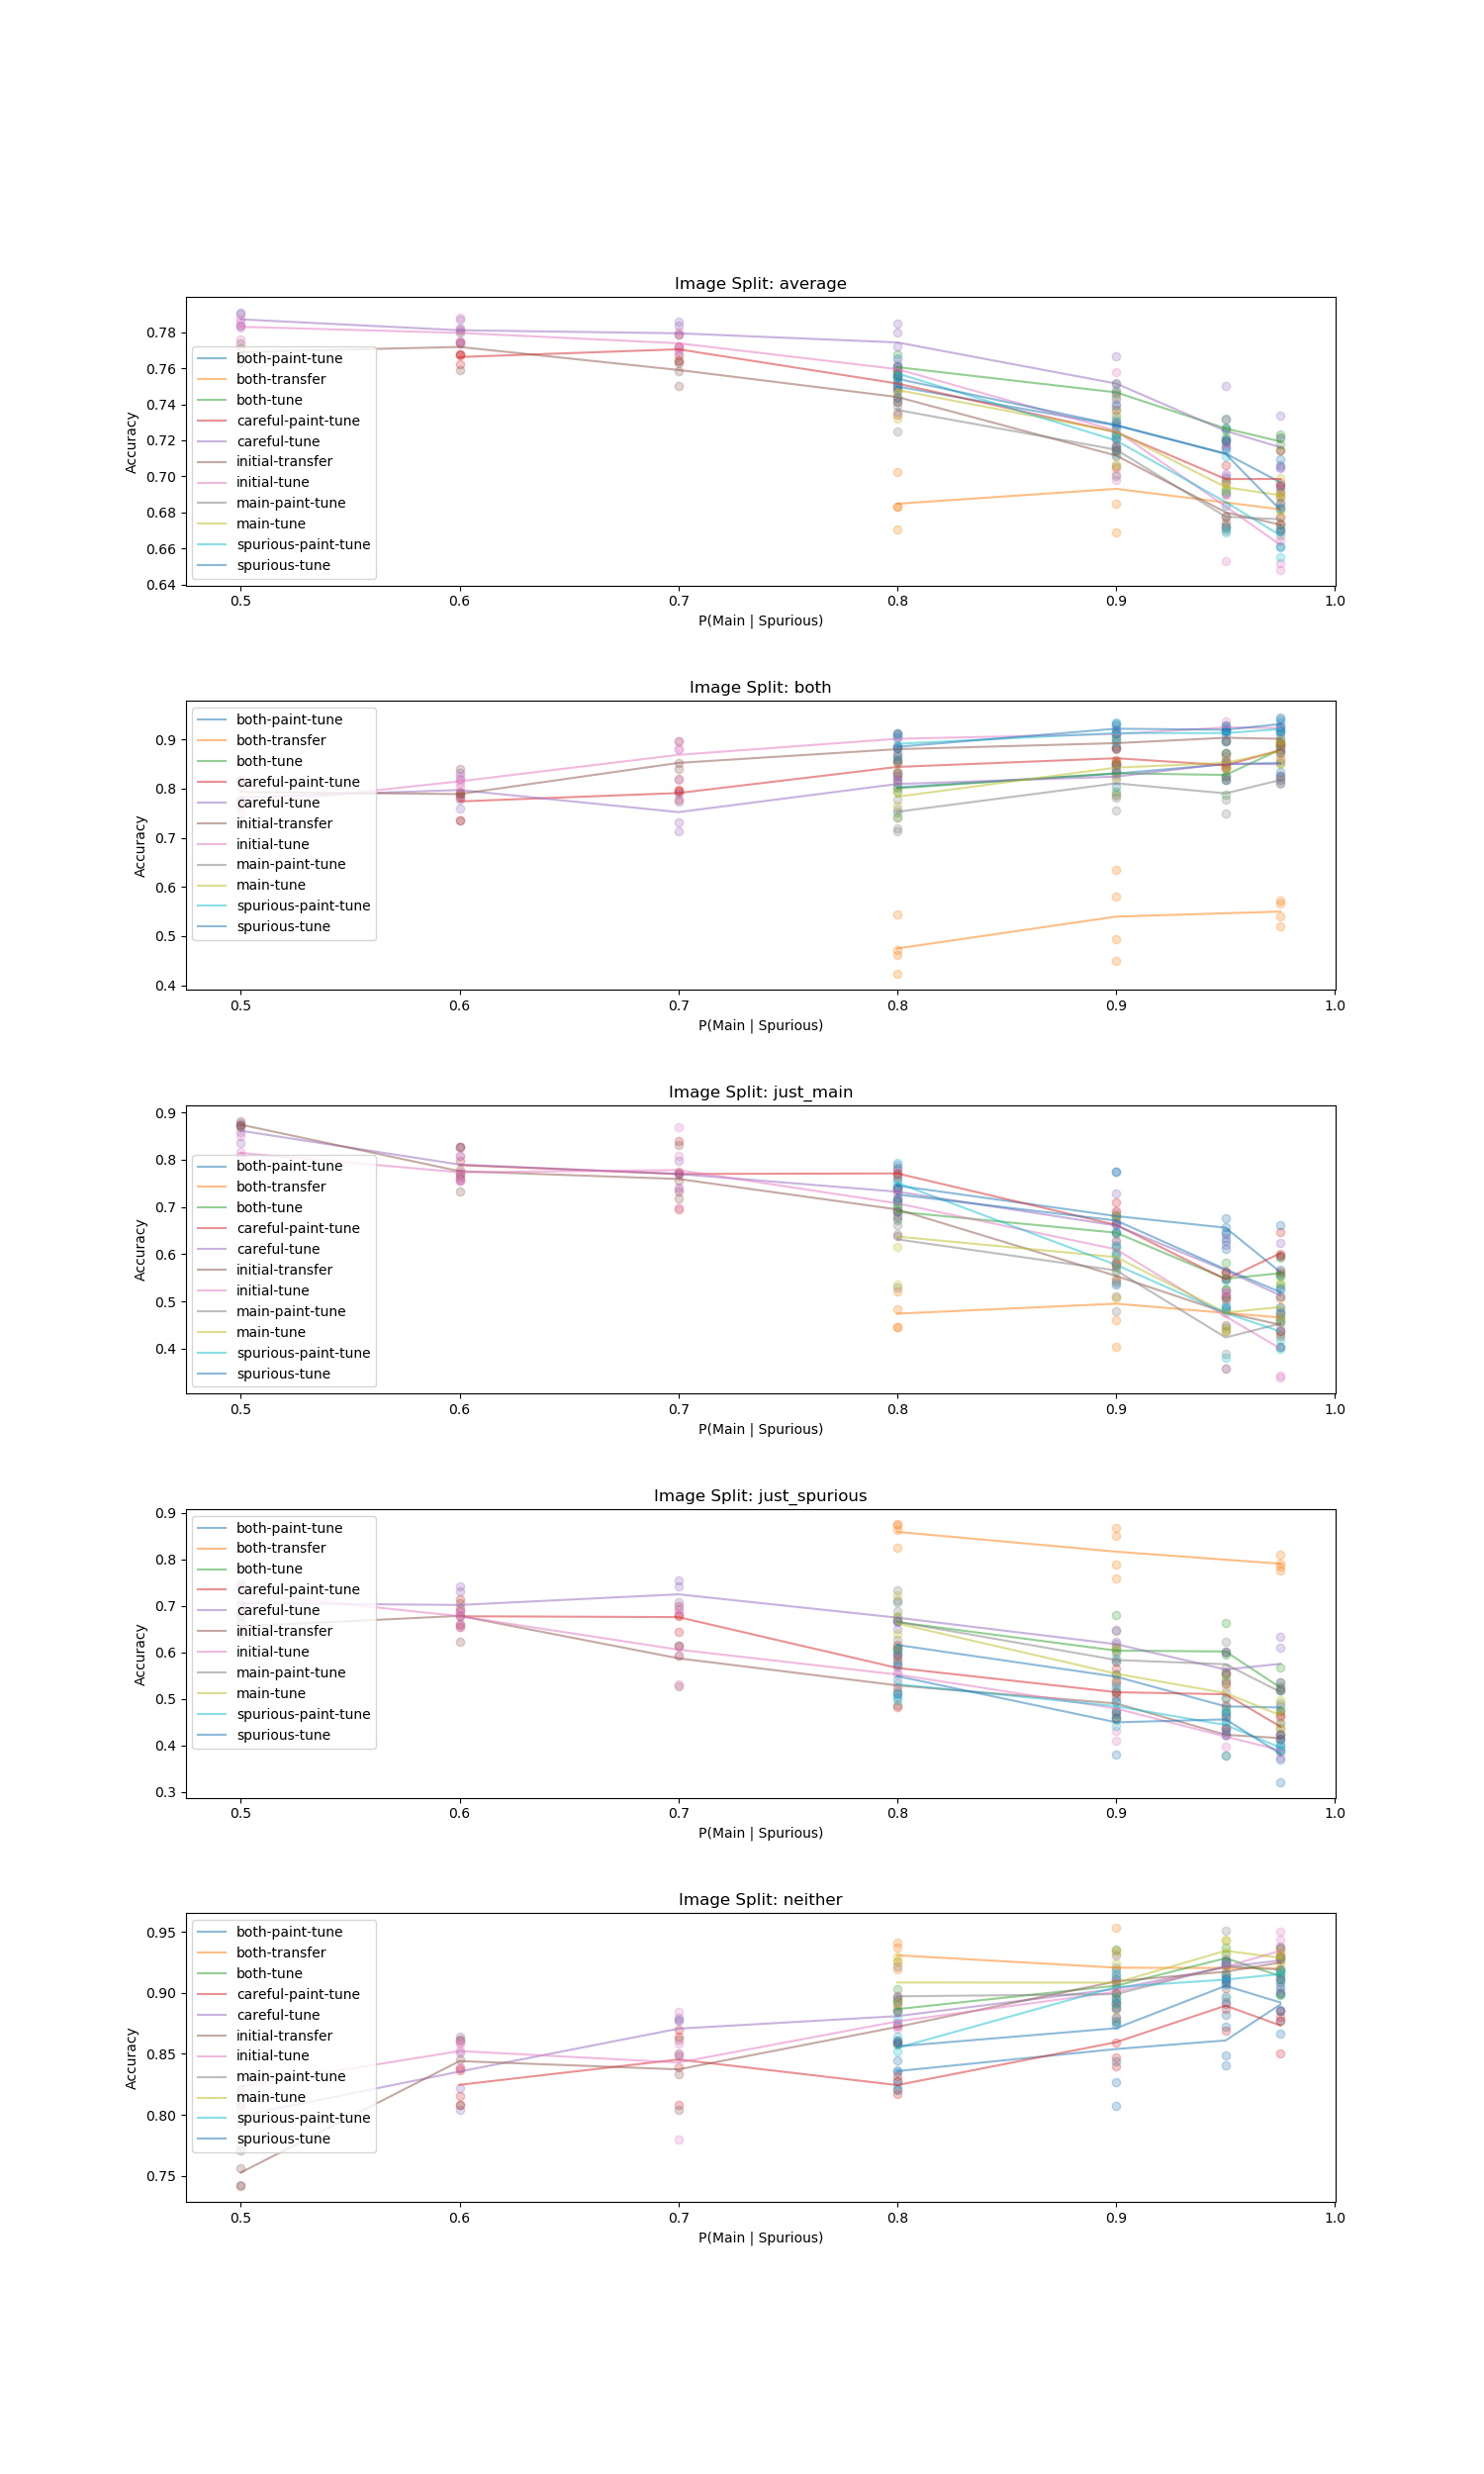 Image Split: average
Accuracy
0.78
0.76
0.74
0.72
0.70
0.68
0.66
0.64
both-paint-tune
both-transfer
both-tune
careful-paint-tune
careful-tune
initial-transfer
initial-tune
main-paint-tune
main-tune
spurious-paint-tune
spurious-tune
0.5 0.6 0.7 0.8 0.9 1.0
P(Main | Spurious)
Image Split: both
Accuracy
0.9
0.8
0.7
0.6
0.5
0.4
both-paint-tune
both-transfer
both-tune
careful-paint-tune
careful-tune
initial-transfer
initial-tune
main-paint-tune
main-tune
spurious-paint-tune
spurious-tune
0.5 0.6 0.7 0.8 0.9 1.0
P(Main | Spurious)
Image Split: just_main
Accuracy
0.9
0.8
0.7
0.6
0.5
0.4
both-paint-tune
both-transfer
both-tune
careful-paint-tune
careful-tune
initial-transfer
initial-tune
main-paint-tune
main-tune
spurious-paint-tune
spurious-tune
0.5 0.6 0.7 0.8 0.9 1.0
P(Main | Spurious)
Image Split: just_spurious
Accuracy
0.9
0.8
0.7
0.6
0.5
0.4
0.3
both-paint-tune
both-transfer
both-tune
careful-paint-tune
careful-tune
initial-transfer
initial-tune
main-paint-tune
main-tune
spurious-paint-tune
spurious-tune
0.5 0.6 0.7 0.8 0.9 1.0
P(Main | Spurious)
Image Split: neither
Accuracy
0.95
0.90
0.85
0.80
0.75
both-paint-tune
both-transfer
both-tune
careful-paint-tune
careful-tune
initial-transfer
initial-tune
main-paint-tune
main-tune
spurious-paint-tune
spurious-tune
0.5 0.6 0.7 0.8 0.9 1.0
P(Main | Spurious)